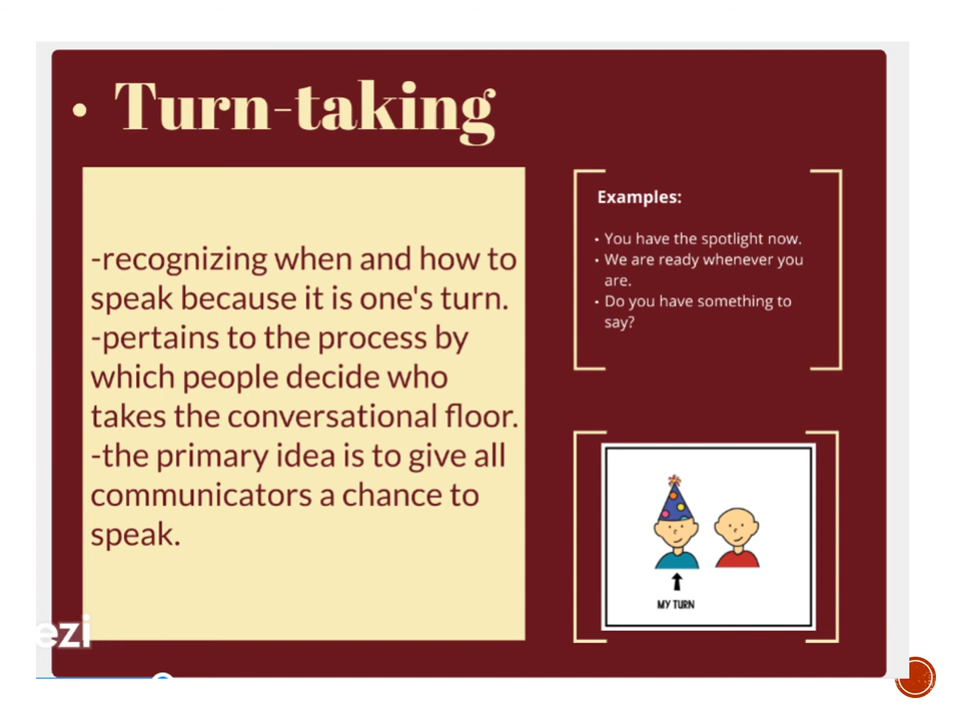 • Turn-taking
-recognizing when and how to
speak because it is one's turn.
-pertains to the process by
which people decide who
takes the conversational floor.
-the primary idea is to give all
communicators a chance to
speak.
Examples:
• You have the spotlight now.
• We are ready whenever you
are.
• Do you have something to
say?
MY TURN
ezi